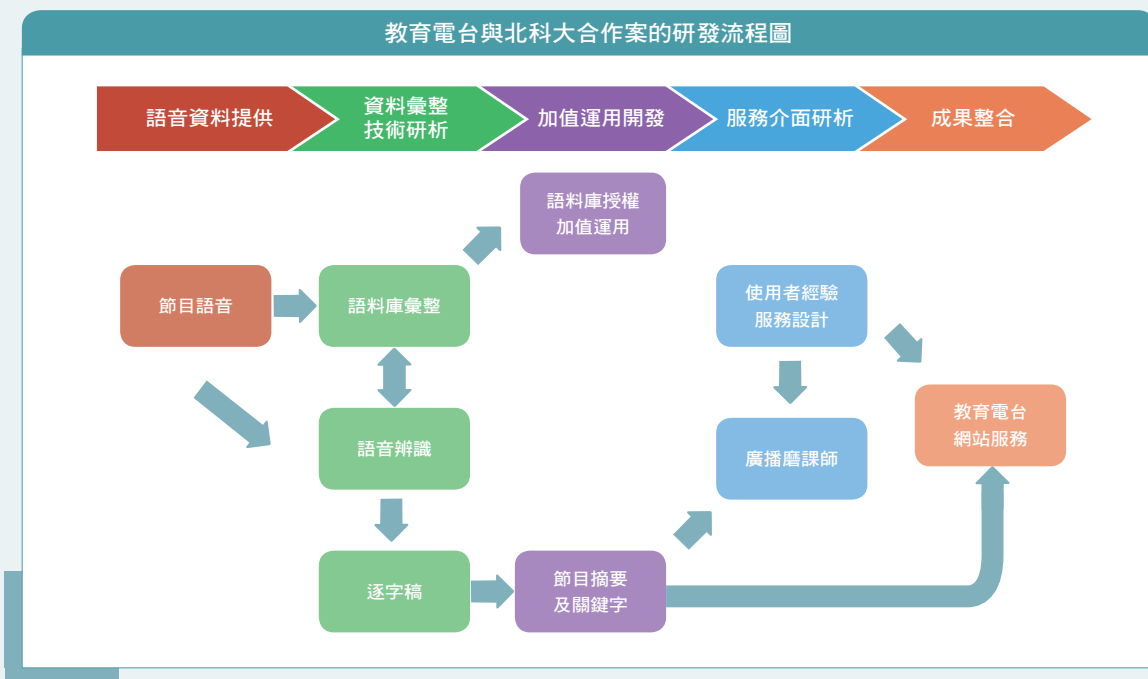 教育電台與北科大合作案的研發流程圖
語音資料提供
資料彙整
技術研析
加值運用開發
服務介面研析
成果整合
語料庫授權
加值運用
節目語音
語料庫彙整
使用者經驗
服務設計
教育電台
網站服務
語音辨識
廣播磨課師
逐字稿
節目摘要
及關鍵字